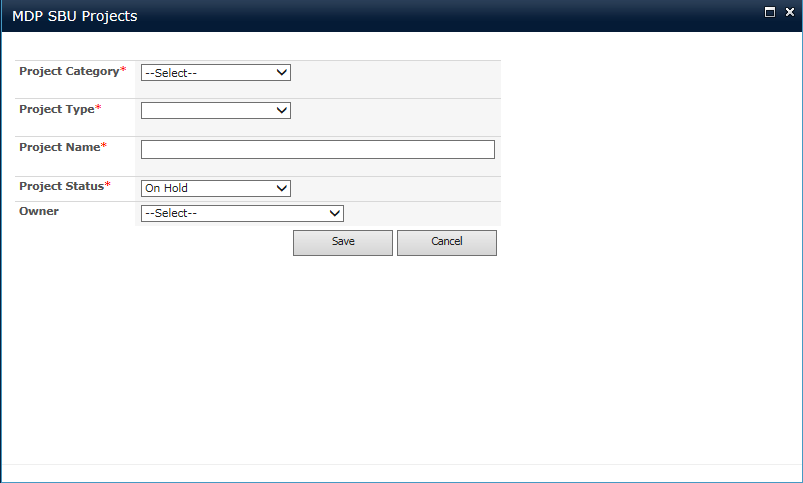 MDP SBU Projects
Project Category* --Select--
Project Type*
Project Name*
Project Status* On Hold
Owner --Select--
Save Cancel